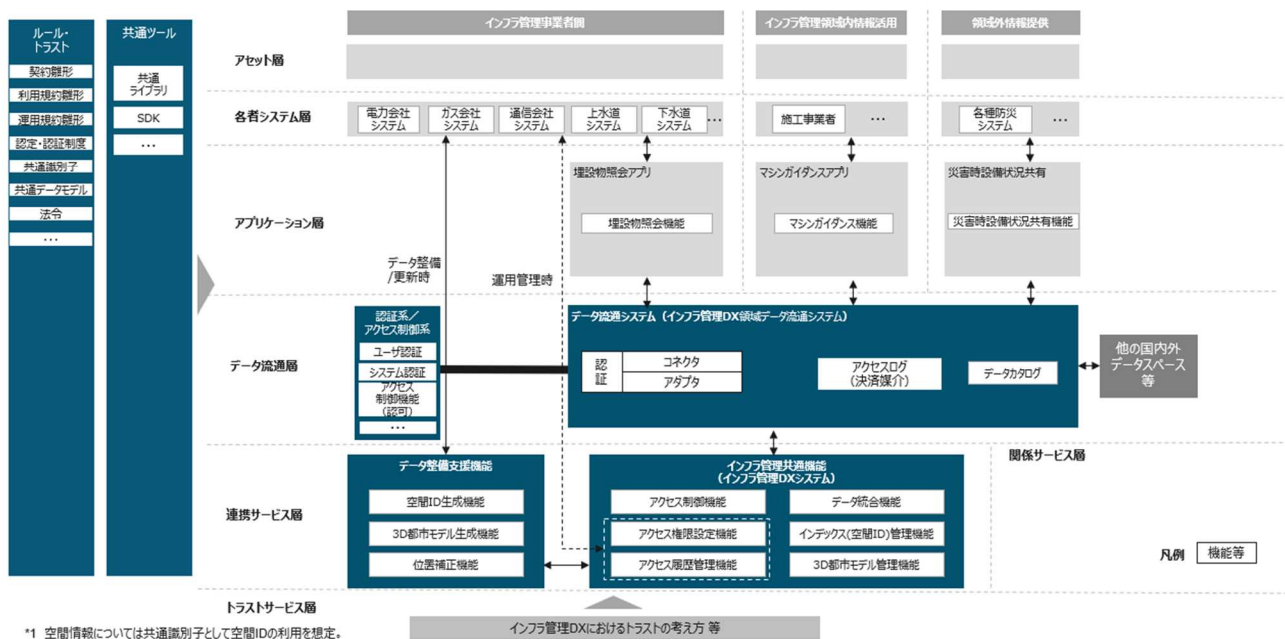 ルール・
トラスト
契約雛形
利用規約雛形
運用規約雛形
認定・認証制度
共通識別子
共通データモデル
法令
…
共通ツール
共通
ライブラリ
SDK
…
インフラ管理事業者間
インフラ管理領域内情報活用
領域外情報提供
アセット層
各者システム層
電力会社
システム
ガス会社
システム
通信会社
システム
上水道
システム
下水道
システム
…
施工事業者
…
各種防災
システム
…
アプリケーション層
埋設物照会アプリ
埋設物照会機能
マシンガイダンスアプリ
マシンガイダンス機能
災害時設備状況共有
災害時設備状況共有機能
データ整備
/更新時
運用管理時
データ流通層
認証系/
アクセス制御系
ユーザ認証
システム認証
アクセス
制御機能
(認可)
…
データ流通システム(インフラ管理DX領域データ流通システム)
認
証
コネクタ
アダプタ
アクセスログ
(決済媒介)
データカタログ
他の国内外
データスペース
等
連携サービス層
データ整備支援機能
空間ID生成機能
3D都市モデル生成機能
位置補正機能
インフラ管理共通機能
(インフラ管理DXシステム)
アクセス制御機能
アクセス権限設定機能
アクセス履歴管理機能
データ統合機能
インデックス(空間ID)管理機能
3D都市モデル管理機能
関係サービス層
凡例
機能等
トラストサービス層
インフラ管理DXにおけるトラストの考え方 等
*1 空間情報については共通識別子として空間IDの利用を想定。